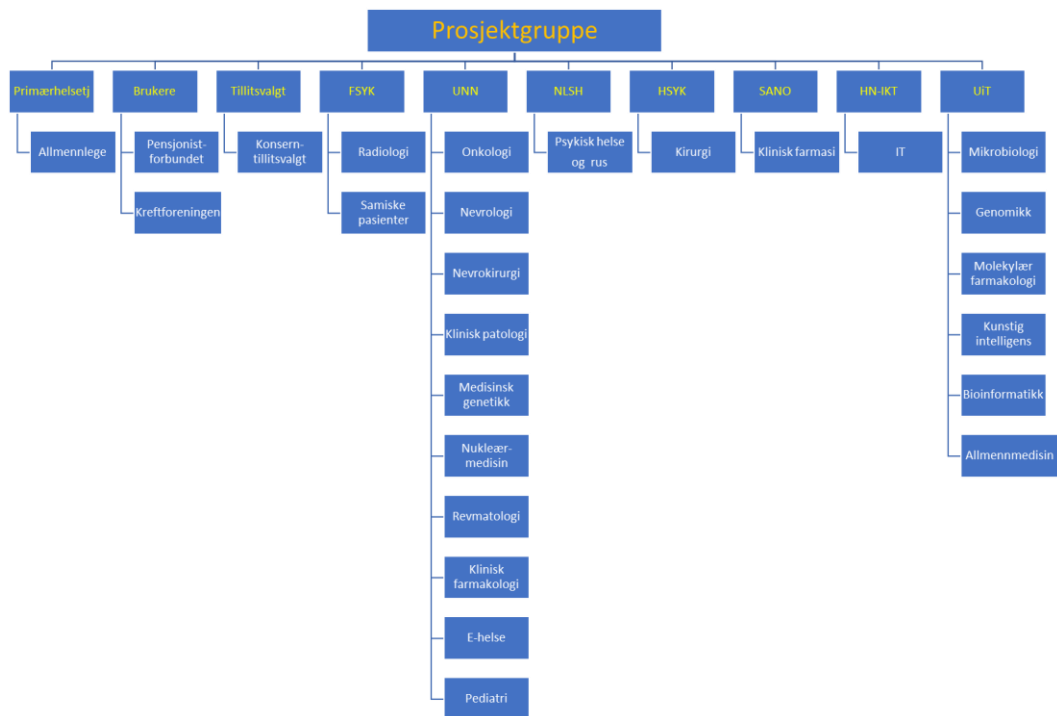 Prosjektgruppe
Primærhelsetj
Brukere
Tillitsvalgt
FSYK
UNN
NLSH
HSYK
SANO
HN-IKT
UiT
Allmennlege
Pensjonist-
forbundet
Kreftforeningen
Konsern-
tillitsvalgt
Radiologi
Samiske
pasienter
Onkologi
Nevrologi
Nevrokirurgi
Klinisk patologi
Medisinsk
genetikk
Nukleær-
medisin
Revmatologi
Klinisk
farmakologi
E-helse
Pediatri
Psykisk helse
og rus
Kirurgi
Klinisk farmasi
IT
Mikrobiologi
Genomikk
Molekylær
farmakologi
Kunstig
intelligens
Bioinformatikk
Allmennmedisin